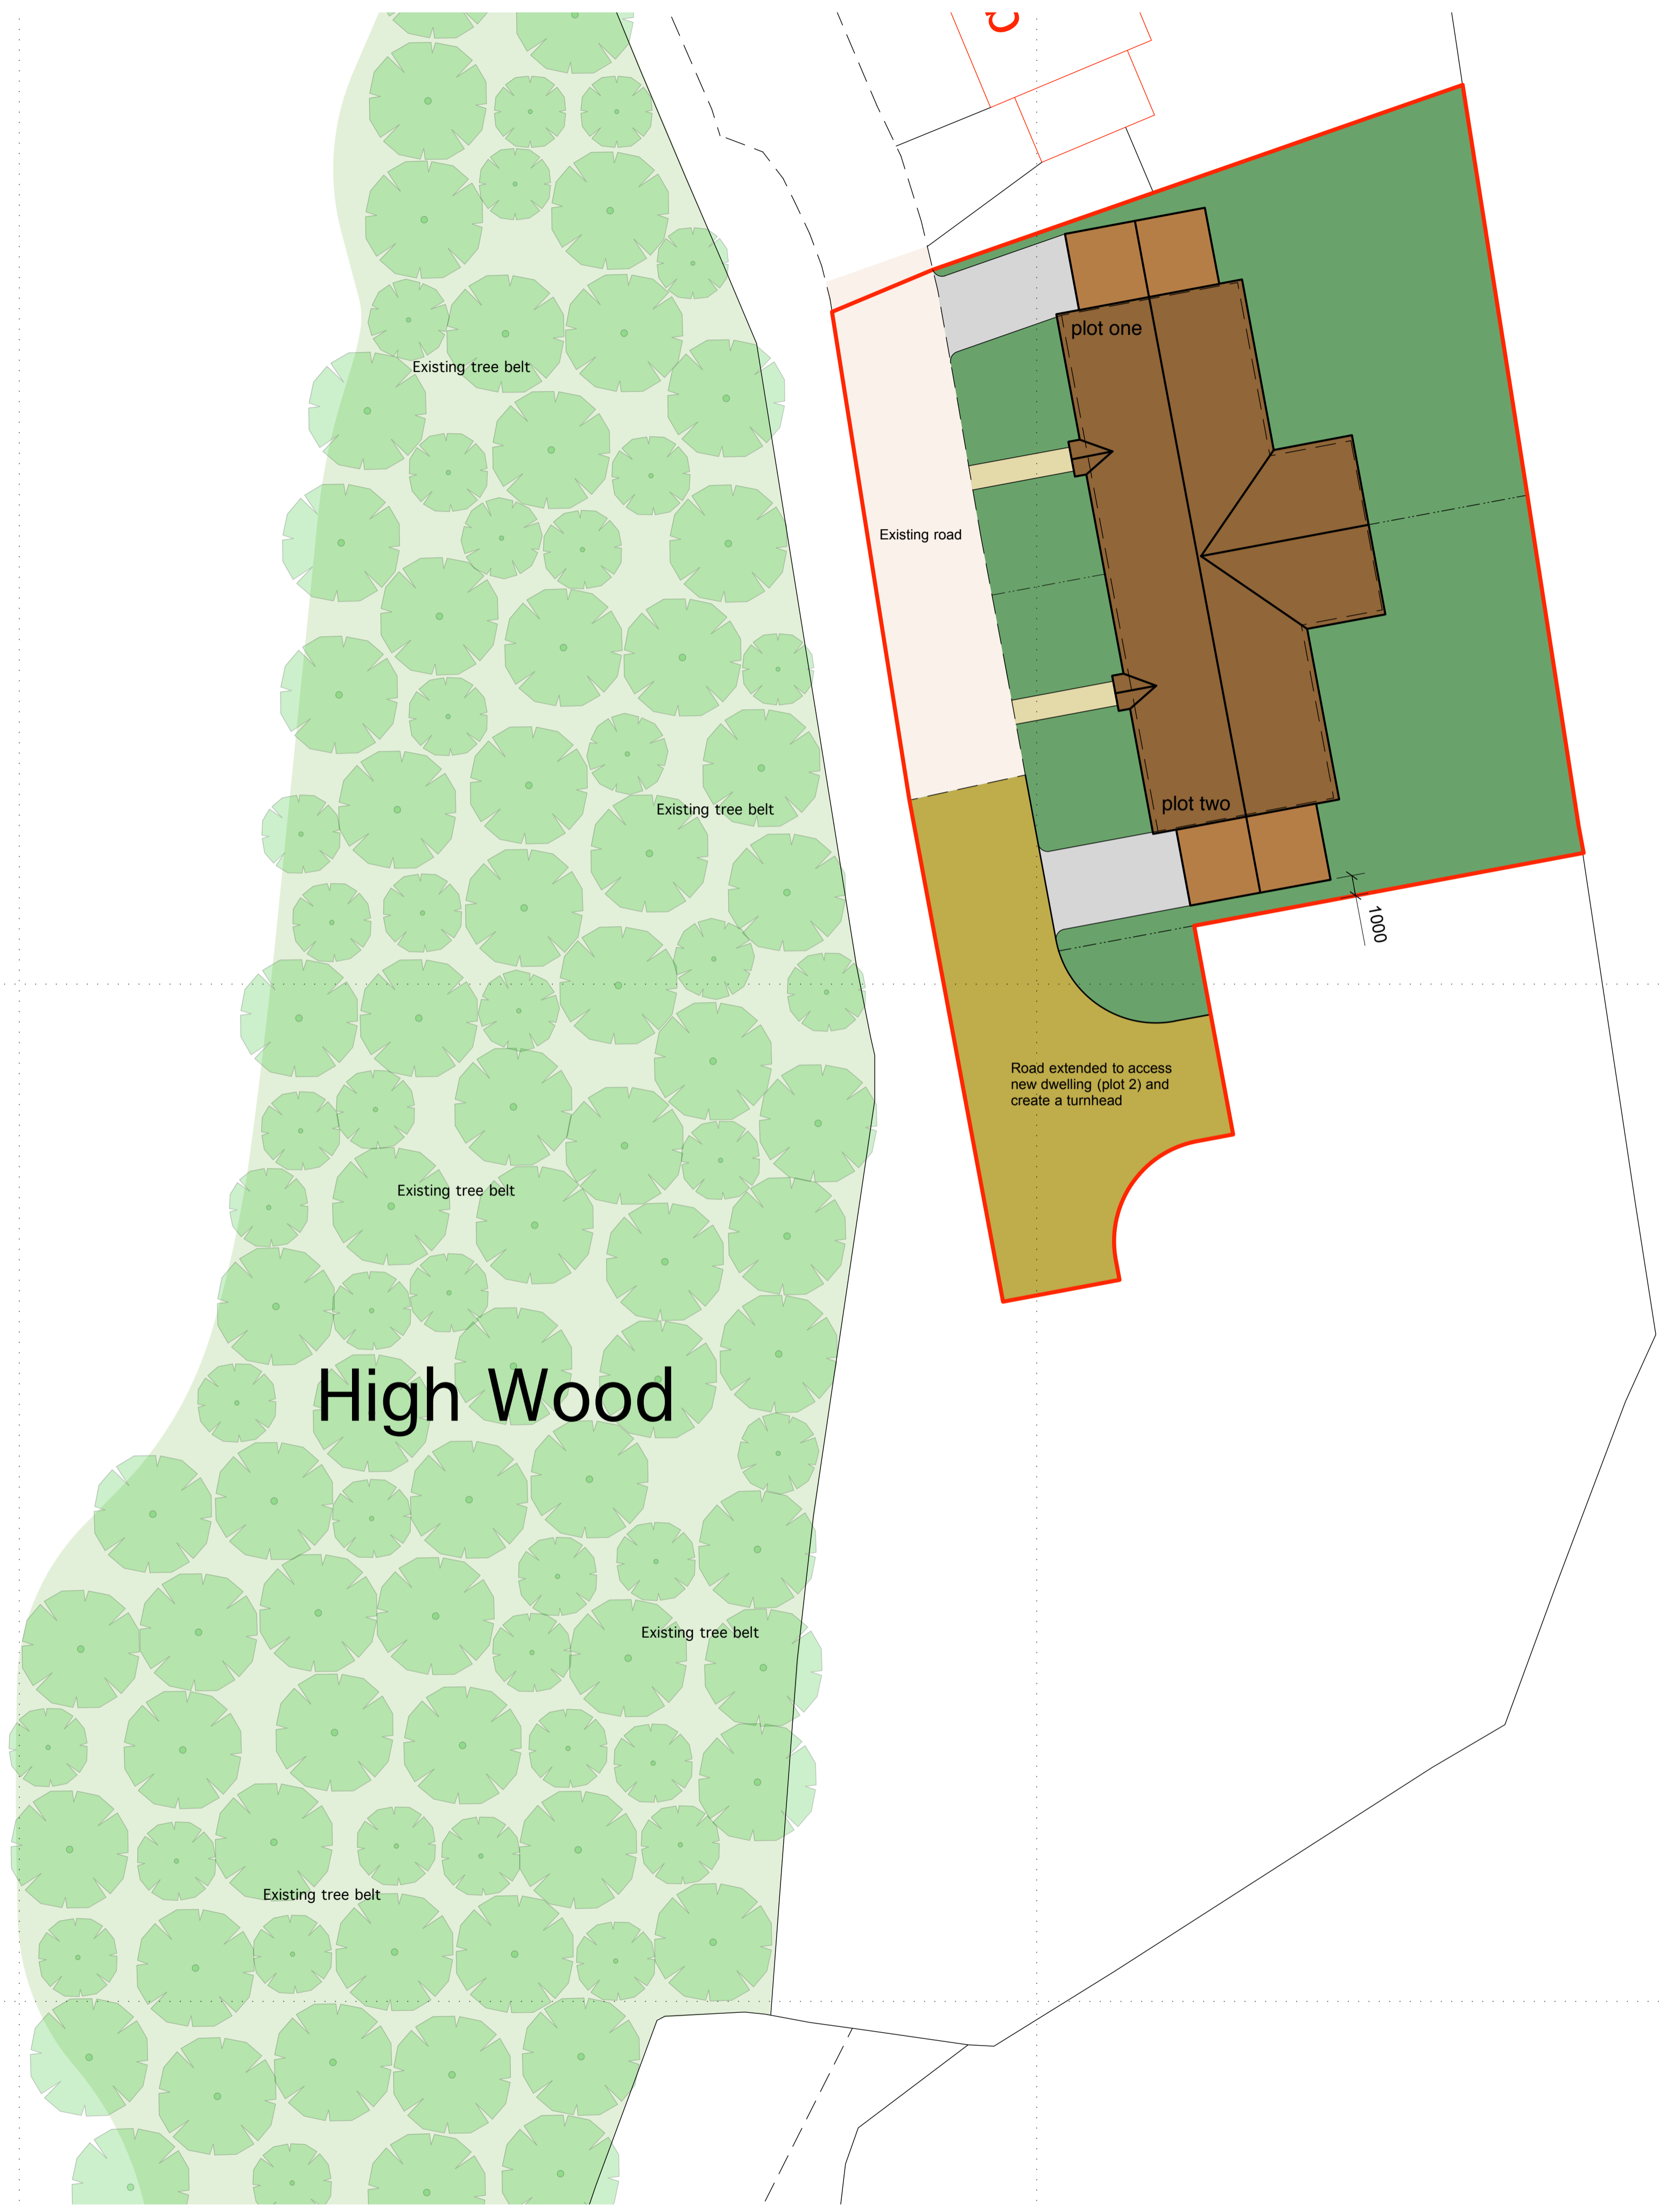 plot one
Existing tree belt
Existing road
plot two
Existing tree belt
1000
Road extended to access
new dwelling (plot 2) and
create a turnhead
Existing tree belt
High Wood
Existing tree belt
Existing tree belt